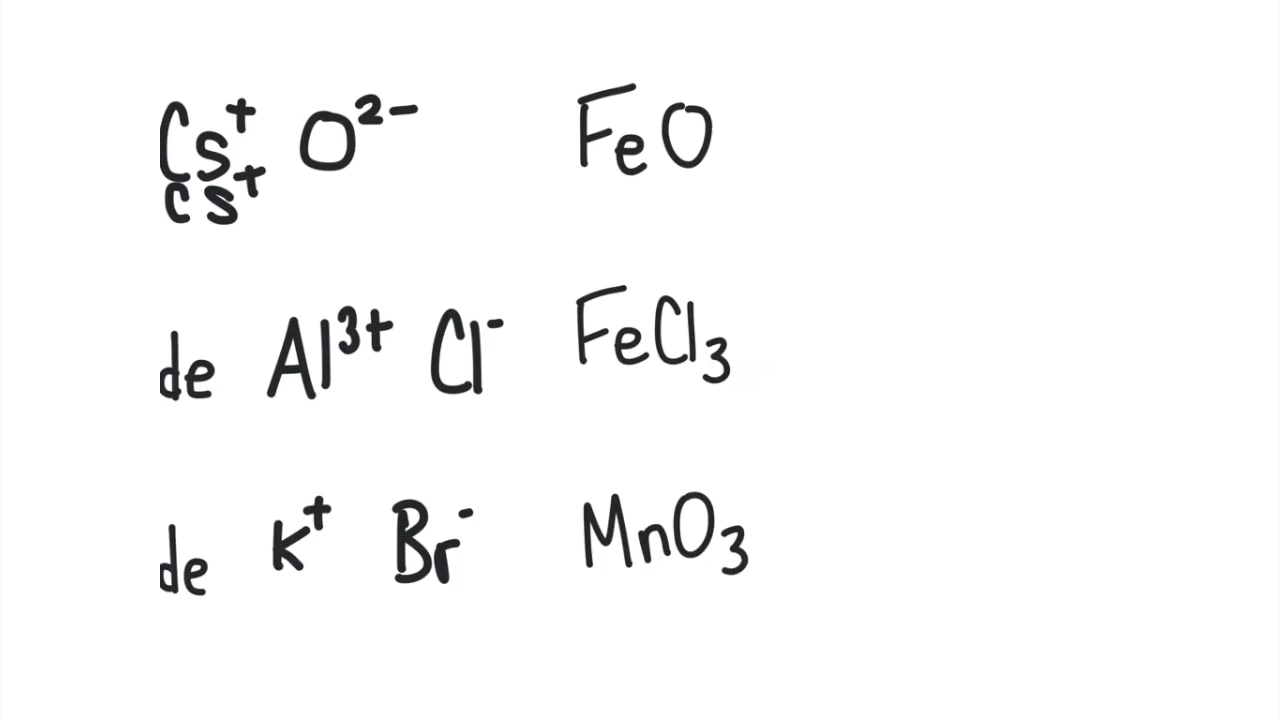 Cs⁺ O²⁻ FeO
Cs⁺
de Al³⁺ Cl⁻ FeCl₃
de K⁺ Br⁻ MnO₃